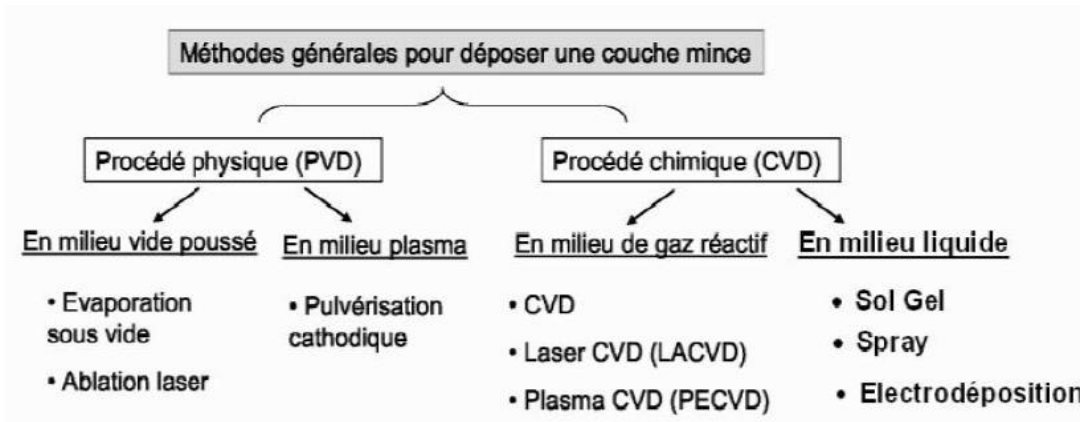 Méthodes générales pour déposer une couche mince
Procédé physique (PVD)
Procédé chimique (CVD)
En milieu vide poussé
• Evaporation
sous vide
• Ablation laser
En milieu plasma
• Pulvérisation
cathodique
En milieu de gaz réactif
• CVD
• Laser CVD (LACVD)
• Plasma CVD (PECVD)
En milieu liquide
• Sol Gel
• Spray
• Electrodéposition